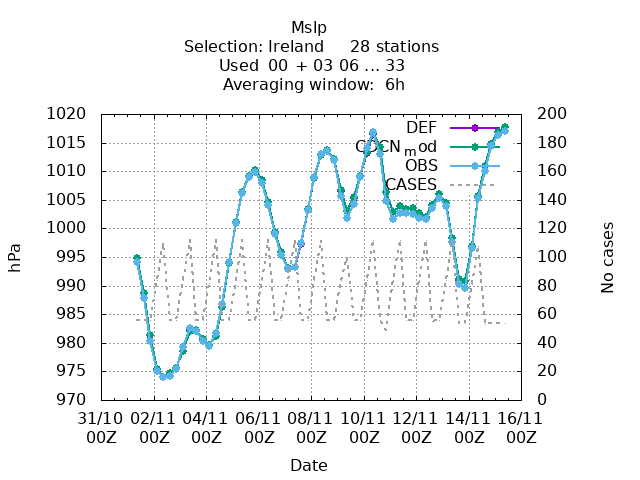 Mslp
Selection: Ireland 28 stations
Used 00 + 03 06 ... 33
Averaging window: 6h
1020 200
DEF
1015 180
1010 160
OBS
CASES
1005 140
1000 120
995 100
990 80
985 60
980 40
975 20
970 0
hPa
No cases
31/10 02/11 04/11 06/11 08/11 10/11 12/11 14/11 16/11
00Z 00Z 00Z 00Z 00Z 00Z 00Z 00Z 00Z
Date